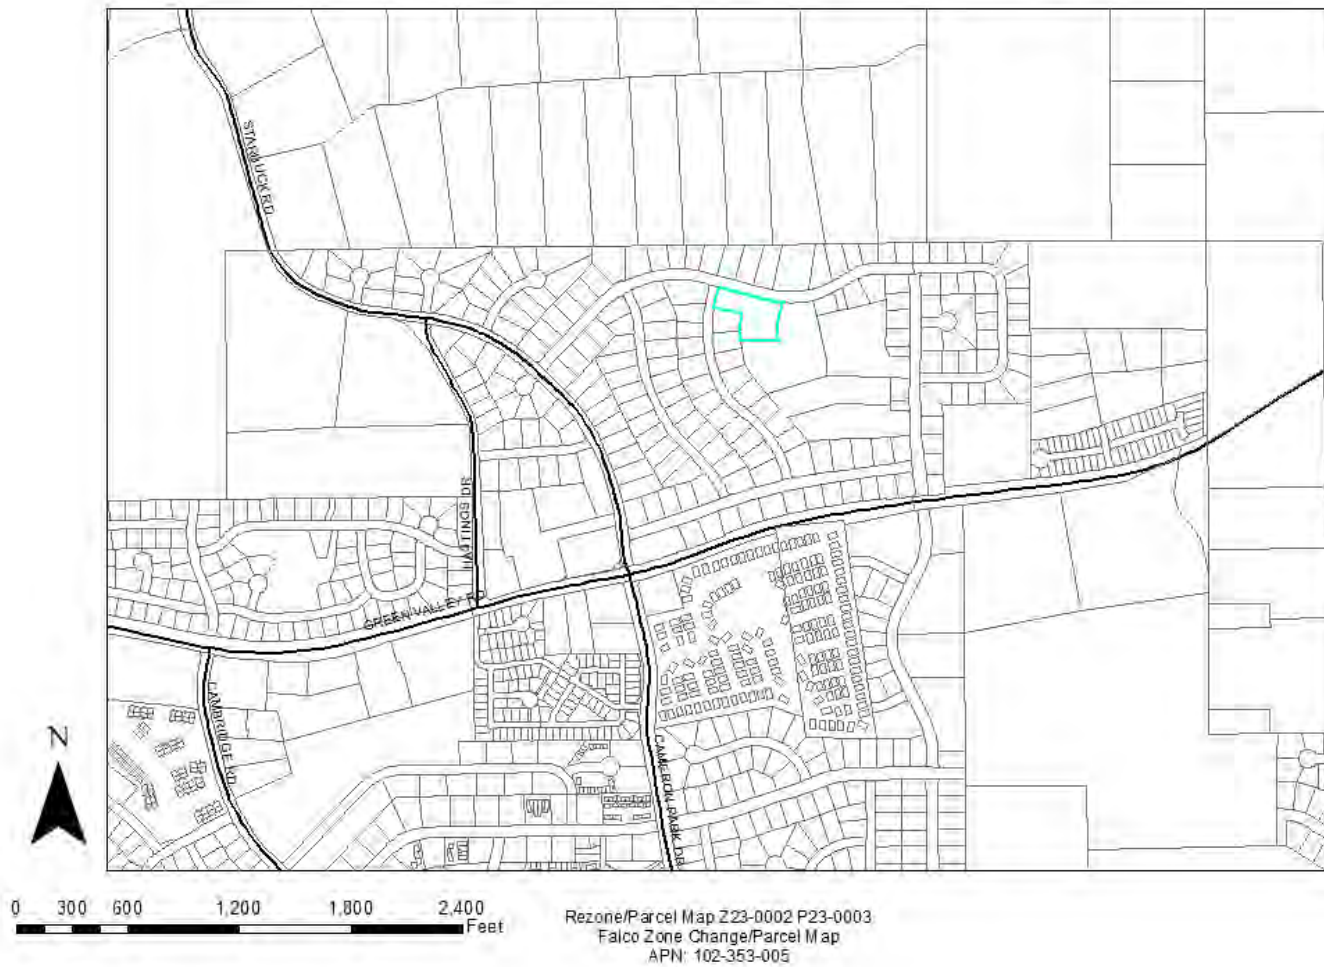 STARBUCK RD
HASTINGS DR
GREEN VALLEY RD
CAMBRIDGE RD
CAMERON PARK DR
N
0 300 600 1,200 1,800 2,400
Feet
Rezone/Parcel Map Z23-0002 P23-0003
Falco Zone Change/Parcel Map
APN: 102-353-005